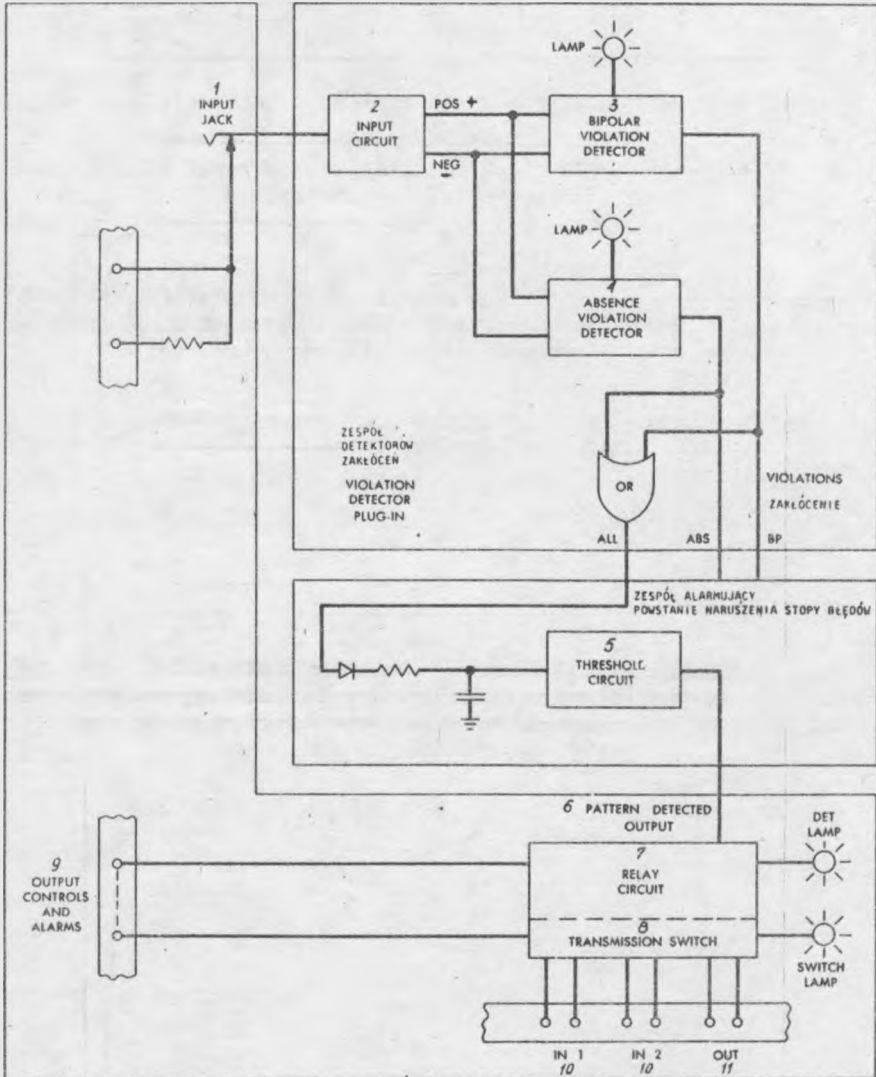 LAMP
1
INPUT
JACK
2
INPUT
CIRCUIT
POS +
NEG
-
3
BIPOLAR
VIOLATION
DETECTOR
LAMP
4
ABSENCE
VIOLATION
DETECTOR
ZESPÓŁ
DETEKTORÓW
ZAKŁÓCEŃ
VIOLATION
DETECTOR
PLUG-IN
OR
VIOLATIONS
ZAKŁÓCENIE
ALL
ABS
BP
ZESPÓŁ ALARMUJĄCY
POWSTANIE NARUSZENIA STOPY BŁĘDÓW
5
THRESHOLD
CIRCUIT
6 PATTERN DETECTED
OUTPUT
DET
LAMP
7
RELAY
CIRCUIT
8
TRANSMISSION SWITCH
SWITCH
LAMP
9
OUTPUT
CONTROLS
AND
ALARMS
IN 1
10
IN 2
10
OUT
11